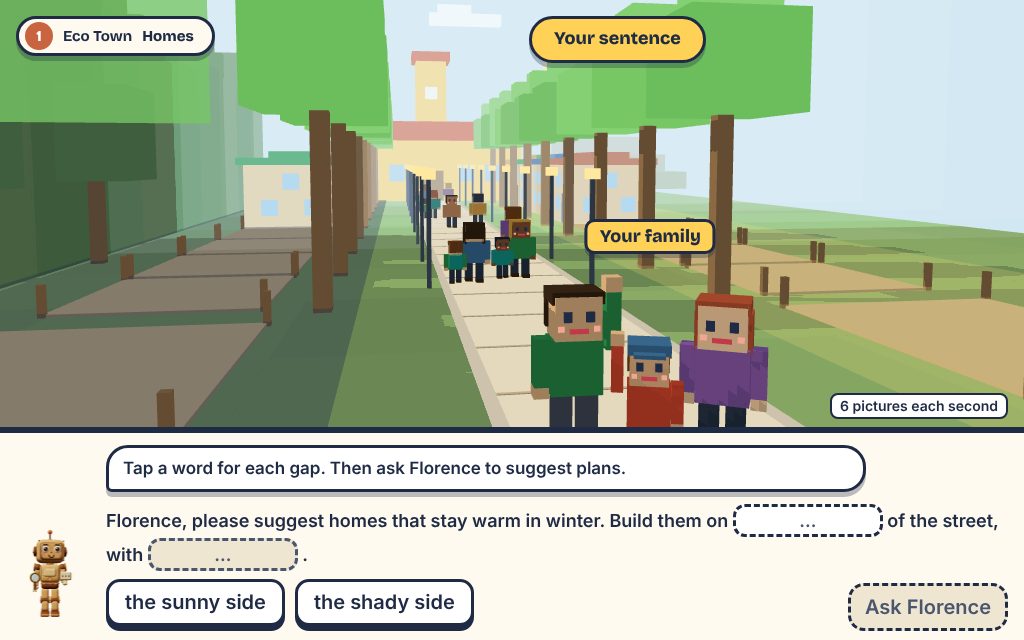 1 Eco Town Homes
Your sentence
Your family
6 pictures each second
Tap a word for each gap. Then ask Florence to suggest plans.
Florence, please suggest homes that stay warm in winter. Build them on ... of the street,
with ... .
the sunny side
the shady side
Ask Florence